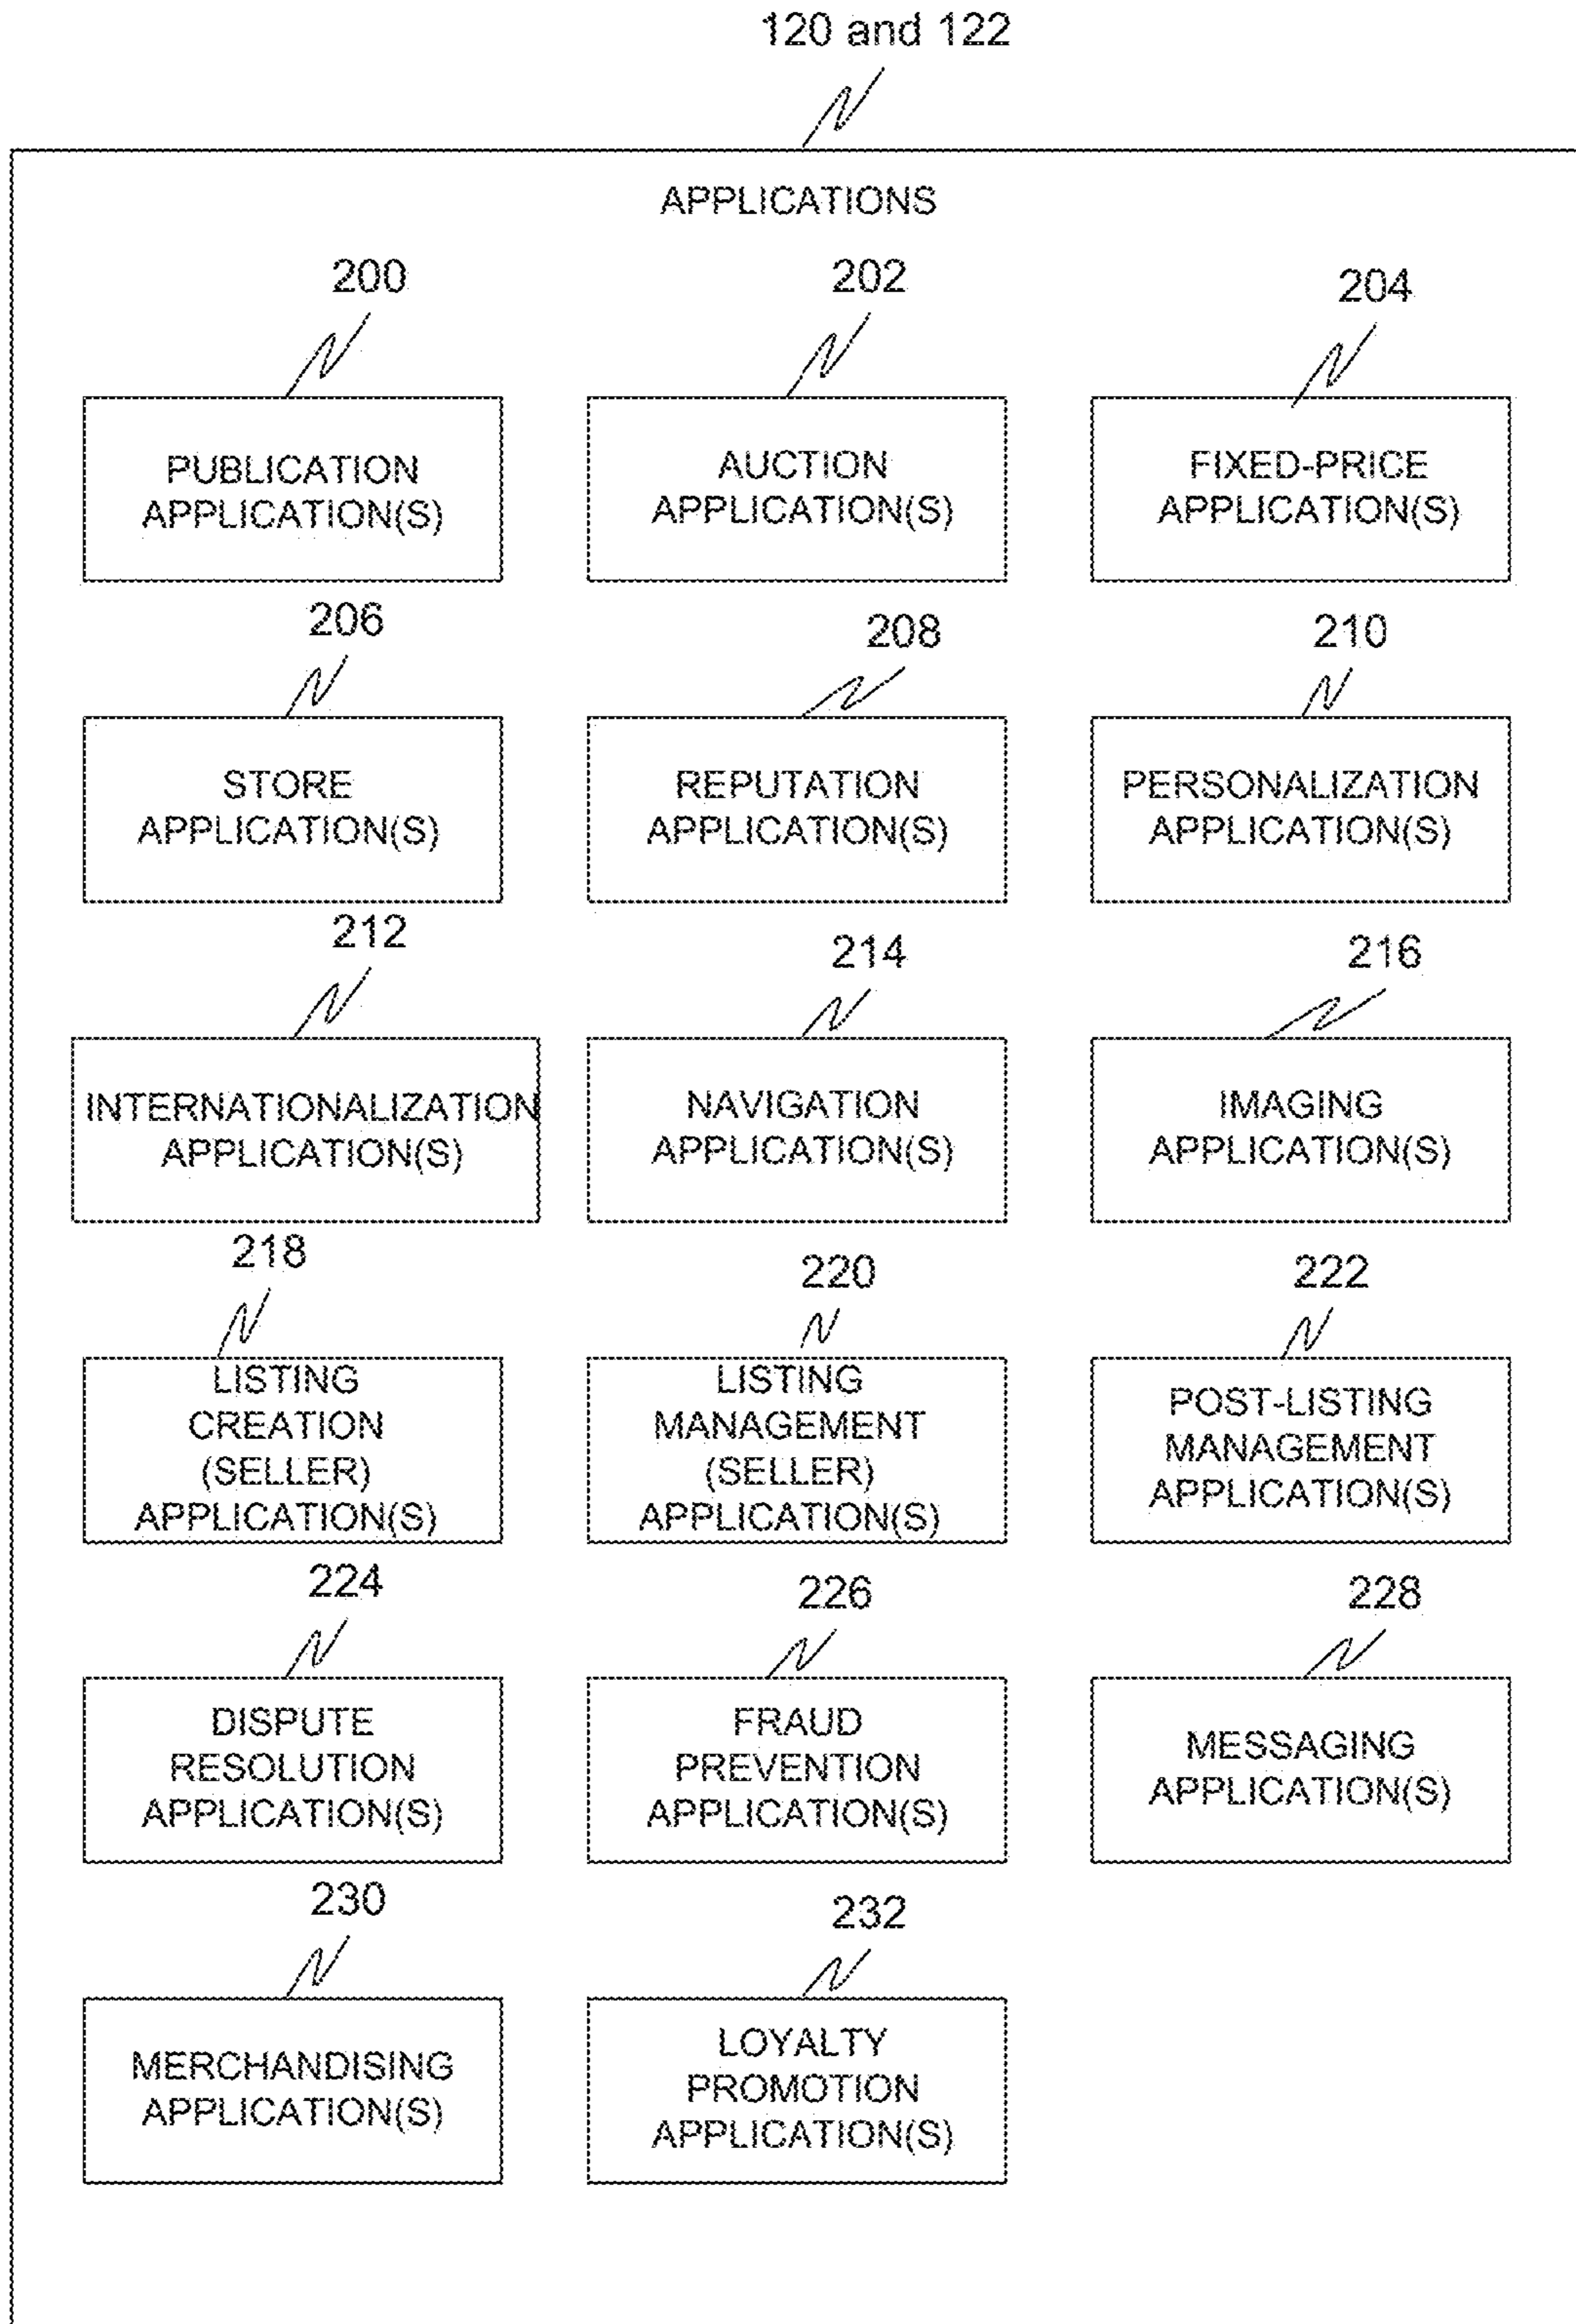 120 and 122
APPLICATIONS
200
202
204
PUBLICATION
APPLICATION(S)
AUCTION
APPLICATION(S)
FIXED-PRICE
APPLICATION(S)
206
208
210
STORE
APPLICATION(S)
REPUTATION
APPLICATION(S)
PERSONALIZATION
APPLICATION(S)
212
214
216
INTERNATIONALIZATION
APPLICATION(S)
NAVIGATION
APPLICATION(S)
IMAGING
APPLICATION(S)
218
220
222
LISTING
CREATION
(SELLER)
APPLICATION(S)
LISTING
MANAGEMENT
(SELLER)
APPLICATION(S)
POST-LISTING
MANAGEMENT
APPLICATION(S)
224
226
228
DISPUTE
RESOLUTION
APPLICATION(S)
FRAUD
PREVENTION
APPLICATION(S)
MESSAGING
APPLICATION(S)
230
232
MERCHANDISING
APPLICATION(S)
LOYALTY
PROMOTION
APPLICATION(S)